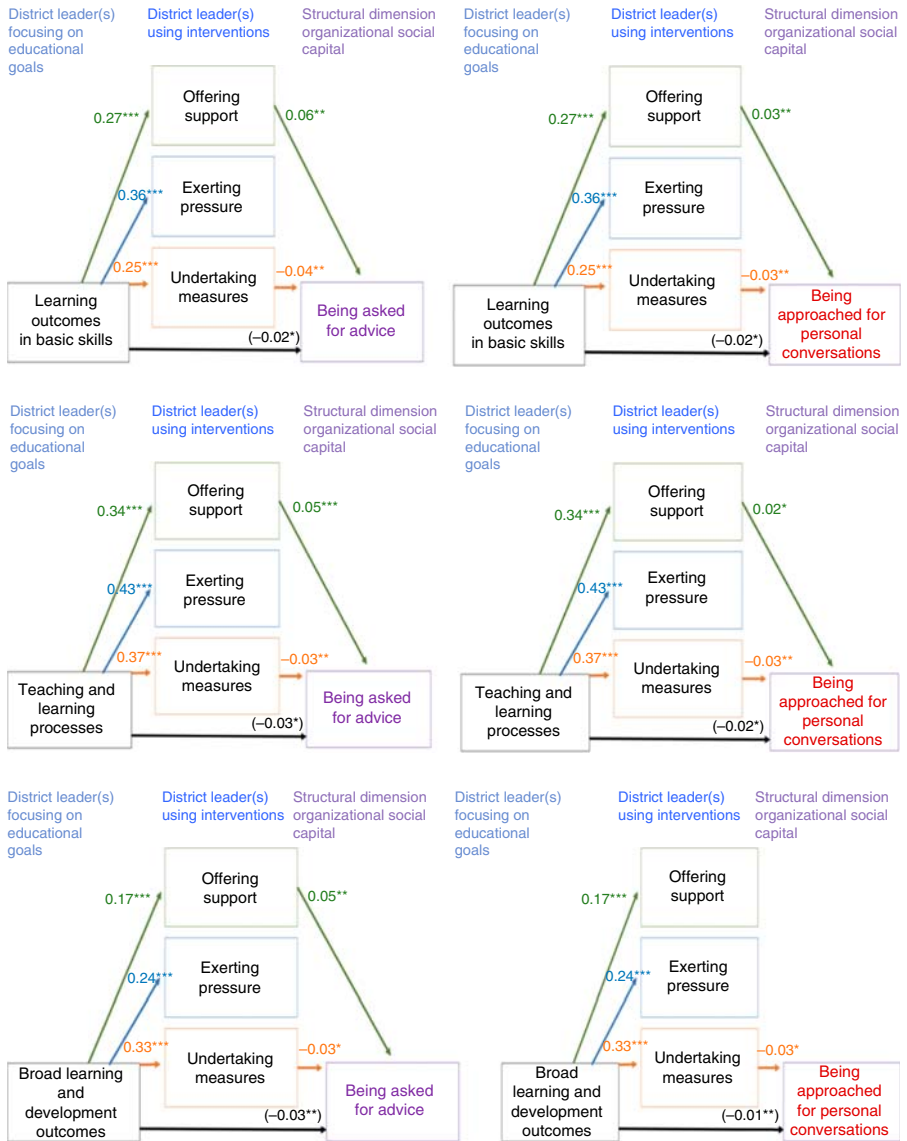 District leader(s)
focusing on
educational
goals
District leader(s)
using interventions
Structural dimension
organizational social
capital
Offering
support
0.27***
0.06**
Exerting
pressure
0.36***
Undertaking
measures
0.25***
−0.04**
Learning
outcomes
in basic skills
Being asked
for advice
(−0.02*)
District leader(s)
focusing on
educational
goals
District leader(s)
using interventions
Structural dimension
organizational social
capital
Offering
support
0.27***
0.03**
Exerting
pressure
0.36***
Undertaking
measures
0.25***
−0.03**
Learning
outcomes
in basic skills
Being
approached for
personal
conversations
(−0.02*)
District leader(s)
focusing on
educational
goals
District leader(s)
using interventions
Structural dimension
organizational social
capital
Offering
support
0.34***
0.05***
Exerting
pressure
0.43***
Undertaking
measures
0.37***
−0.03**
Teaching and
learning
processes
Being asked
for advice
(−0.03*)
District leader(s)
focusing on
educational
goals
District leader(s)
using interventions
Structural dimension
organizational social
capital
Offering
support
0.34***
0.02*
Exerting
pressure
0.43***
Undertaking
measures
0.37***
−0.03**
Teaching and
learning
processes
Being
approached for
personal
conversations
(−0.02*)
District leader(s)
focusing on
educational
goals
District leader(s)
using interventions
Structural dimension
organizational social
capital
Offering
support
0.17***
0.05**
Exerting
pressure
0.24***
Undertaking
measures
0.33***
−0.03*
Broad learning
and
development
outcomes
Being asked
for advice
(−0.03**)
District leader(s)
focusing on
educational
goals
District leader(s)
using interventions
Structural dimension
organizational social
capital
Offering
support
0.17***
Exerting
pressure
0.24***
Undertaking
measures
0.33***
−0.03*
Broad
learning and
development
outcomes
Being
approached
for personal
conversations
(−0.01**)